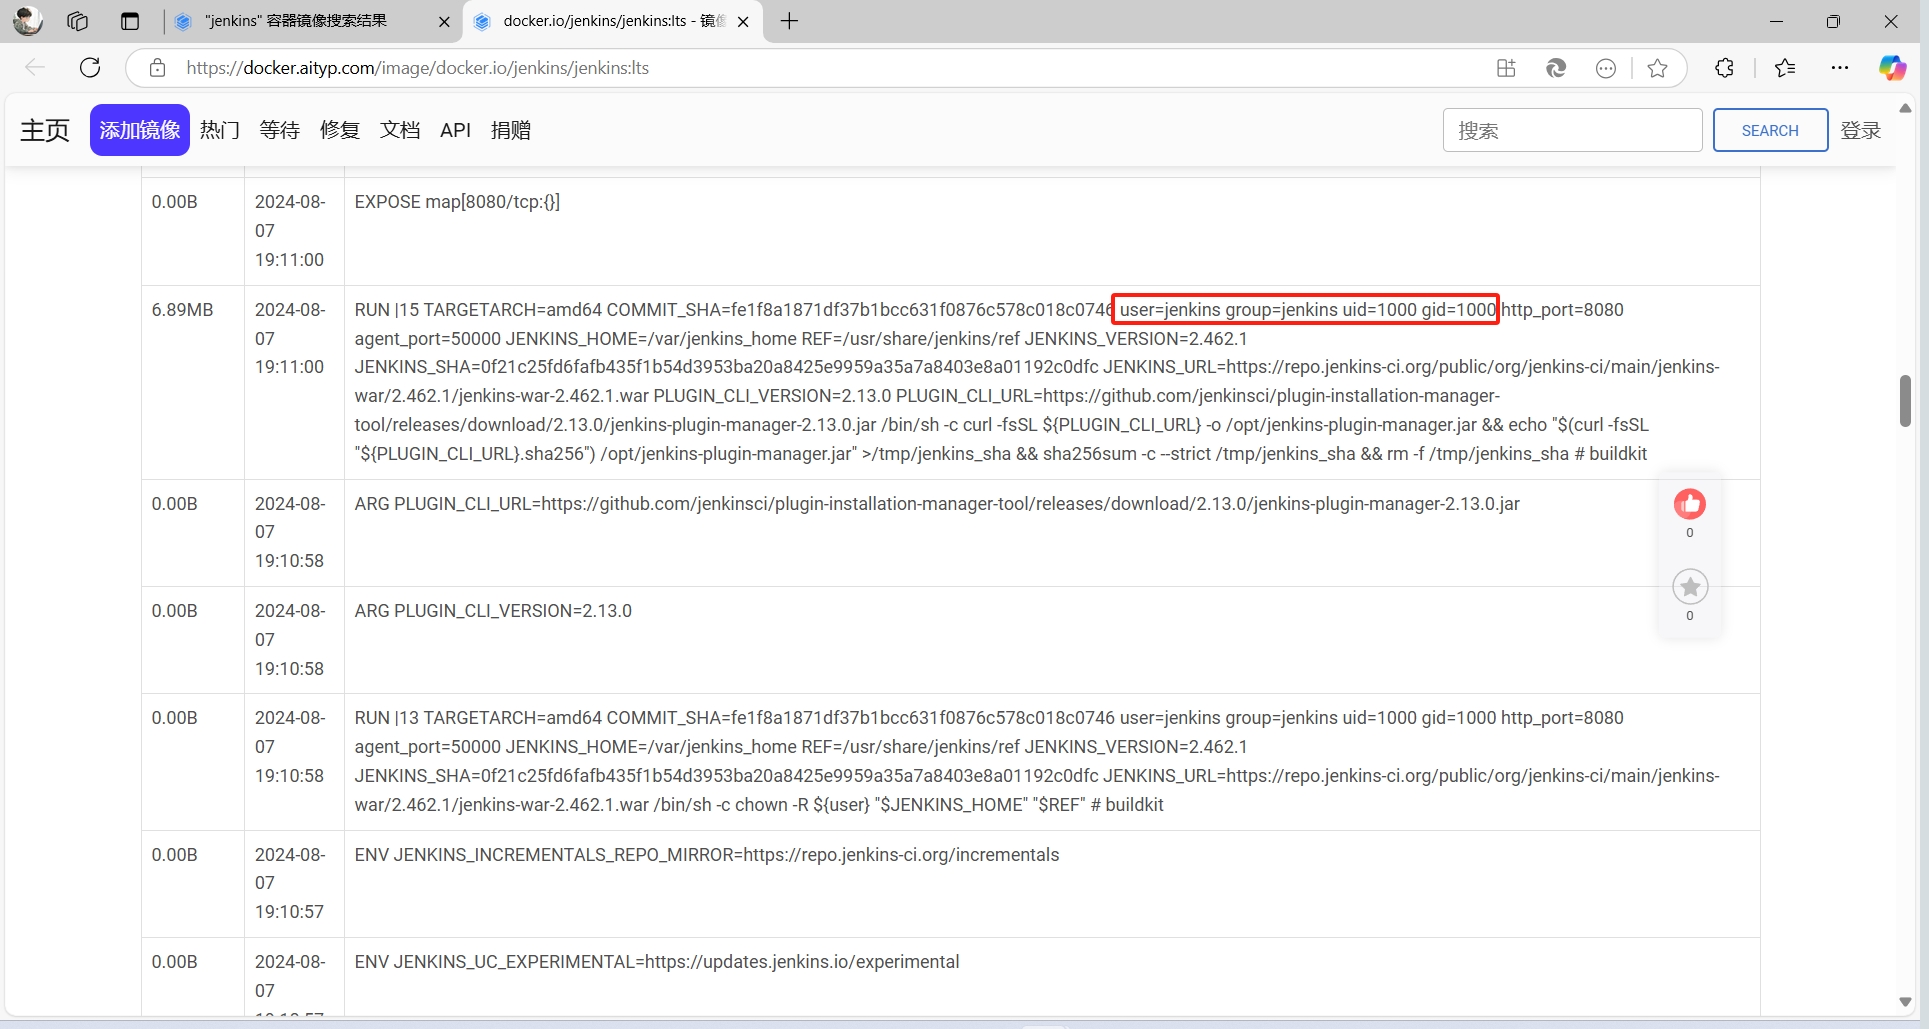 "jenkins" 容器镜像搜索结果
docker.io/jenkins/jenkins:lts - 镜像
https://docker.aityp.com/image/docker.io/jenkins/jenkins:lts
主页 添加镜像 热门 等待 修复 文档 API 捐赠 搜索 SEARCH 登录
0.00B 2024-08- EXPOSE map[8080/tcp:{}]
07
19:11:00
6.89MB 2024-08- RUN |15 TARGETARCH=amd64 COMMIT_SHA=fe1f8a1871df37b1bcc631f0876c578c018c0746 user=jenkins group=jenkins uid=1000 gid=1000 http_port=8080
07 agent_port=50000 JENKINS_HOME=/var/jenkins_home REF=/usr/share/jenkins/ref JENKINS_VERSION=2.462.1
19:11:00 JENKINS_SHA=0f21c25fd6fafb435f1b54d3953ba20a8425e9959a35a7a8403e8a01192c0dfc JENKINS_URL=https://repo.jenkins-ci.org/public/org/jenkins-ci/main/jenkins-
war/2.462.1/jenkins-war-2.462.1.war PLUGIN_CLI_VERSION=2.13.0 PLUGIN_CLI_URL=https://github.com/jenkinsci/plugin-installation-manager-
tool/releases/download/2.13.0/jenkins-plugin-manager-2.13.0.jar /bin/sh -c curl -fsSL ${PLUGIN_CLI_URL} -o /opt/jenkins-plugin-manager.jar && echo "$(curl -fsSL
"${PLUGIN_CLI_URL}.sha256") /opt/jenkins-plugin-manager.jar" >/tmp/jenkins_sha && sha256sum -c --strict /tmp/jenkins_sha && rm -f /tmp/jenkins_sha # buildkit
0.00B 2024-08- ARG PLUGIN_CLI_URL=https://github.com/jenkinsci/plugin-installation-manager-tool/releases/download/2.13.0/jenkins-plugin-manager-2.13.0.jar
07
19:10:58
0
0
0.00B 2024-08- ARG PLUGIN_CLI_VERSION=2.13.0
07
19:10:58
0.00B 2024-08- RUN |13 TARGETARCH=amd64 COMMIT_SHA=fe1f8a1871df37b1bcc631f0876c578c018c0746 user=jenkins group=jenkins uid=1000 gid=1000 http_port=8080
07 agent_port=50000 JENKINS_HOME=/var/jenkins_home REF=/usr/share/jenkins/ref JENKINS_VERSION=2.462.1
19:10:58 JENKINS_SHA=0f21c25fd6fafb435f1b54d3953ba20a8425e9959a35a7a8403e8a01192c0dfc JENKINS_URL=https://repo.jenkins-ci.org/public/org/jenkins-ci/main/jenkins-
war/2.462.1/jenkins-war-2.462.1.war /bin/sh -c chown -R ${user} "$JENKINS_HOME" "$REF" # buildkit
0.00B 2024-08- ENV JENKINS_INCREMENTALS_REPO_MIRROR=https://repo.jenkins-ci.org/incrementals
07
19:10:57
0.00B 2024-08- ENV JENKINS_UC_EXPERIMENTAL=https://updates.jenkins.io/experimental
07